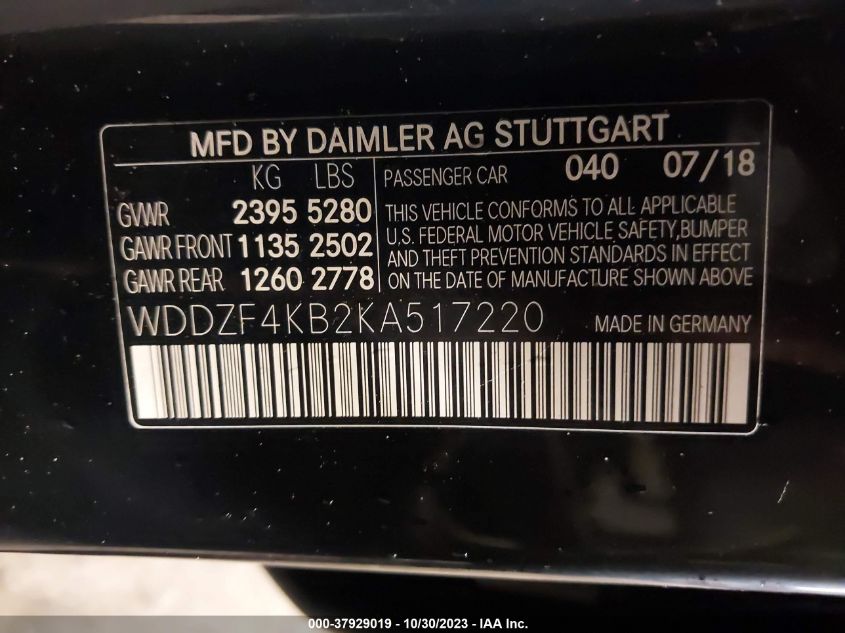 MFD BY DAIMLER AG STUTTGART
KG LBS
GVWR 2395 5280
GAWR FRONT 1135 2502
GAWR REAR 1260 2778
PASSENGER CAR 040 07/18
THIS VEHICLE CONFORMS TO ALL APPLICABLE
U.S. FEDERAL MOTOR VEHICLE SAFETY,BUMPER
AND THEFT PREVENTION STANDARDS IN EFFECT
ON THE DATE OF MANUFACTURE SHOWN ABOVE
WDDZF4KB2KA517220 MADE IN GERMANY
000-37929019 - 10/30/2023 - IAA Inc.